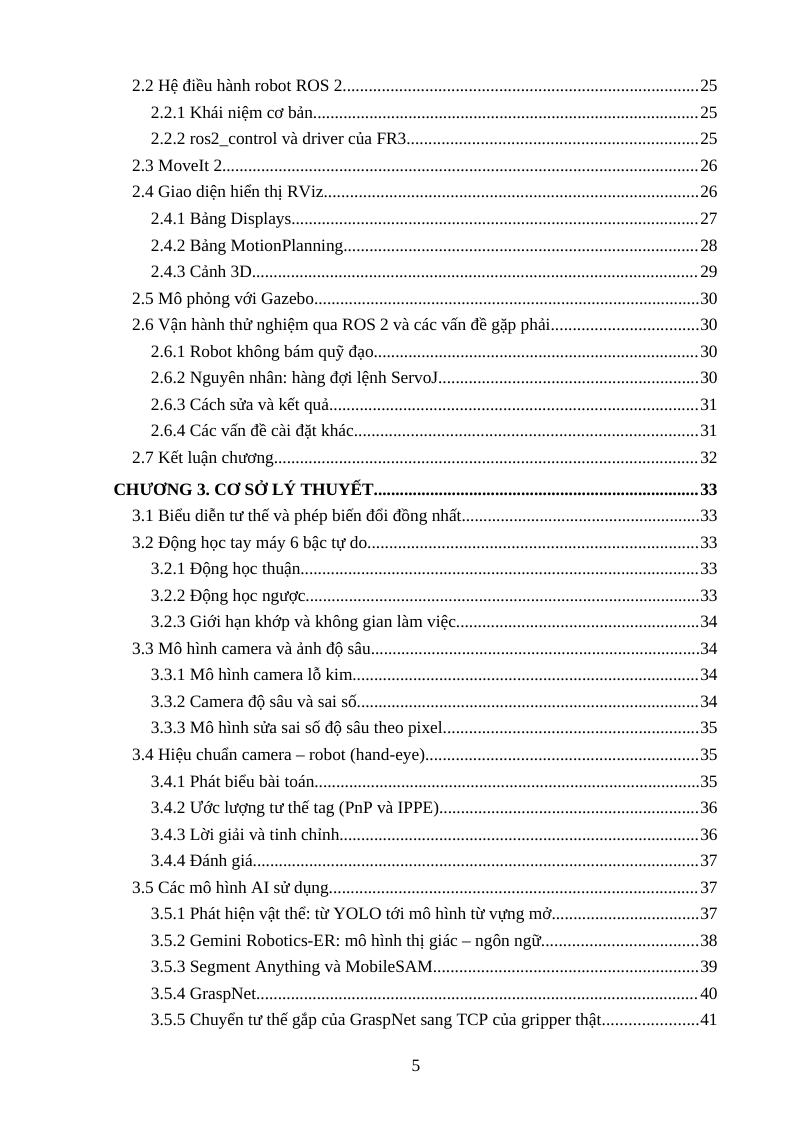 2.2 Hệ điều hành robot ROS 2....................................................................................25
2.2.1 Khái niệm cơ bản...........................................................................................25
2.2.2 ros2_control và driver của FR3.....................................................................25
2.3 MoveIt 2................................................................................................................26
2.4 Giao diện hiển thị RViz........................................................................................26
2.4.1 Bảng Displays................................................................................................27
2.4.2 Bảng MotionPlanning....................................................................................28
2.4.3 Cảnh 3D.........................................................................................................29
2.5 Mô phỏng với Gazebo...........................................................................................30
2.6 Vận hành thử nghiệm qua ROS 2 và các vấn đề gặp phải...................................30
2.6.1 Robot không bám quỹ đạo.............................................................................30
2.6.2 Nguyên nhân: hàng đợi lệnh ServoJ..............................................................30
2.6.3 Cách sửa và kết quả.......................................................................................31
2.6.4 Các vấn đề cài đặt khác.................................................................................31
2.7 Kết luận chương....................................................................................................32
CHƯƠNG 3. CƠ SỞ LÝ THUYẾT...........................................................................33
3.1 Biểu diễn tư thế và phép biến đổi đồng nhất........................................................33
3.2 Động học tay máy 6 bậc tự do..............................................................................33
3.2.1 Động học thuận..............................................................................................33
3.2.2 Động học ngược.............................................................................................33
3.2.3 Giới hạn khớp và không gian làm việc.........................................................34
3.3 Mô hình camera và ảnh độ sâu.............................................................................34
3.3.1 Mô hình camera lỗ kim..................................................................................34
3.3.2 Camera độ sâu và sai số.................................................................................34
3.3.3 Mô hình sửa sai số độ sâu theo pixel............................................................35
3.4 Hiệu chuẩn camera – robot (hand-eye).................................................................35
3.4.1 Phát biểu bài toán...........................................................................................35
3.4.2 Ước lượng tư thế tag (PnP và IPPE).............................................................36
3.4.3 Lời giải và tinh chỉnh.....................................................................................36
3.4.4 Đánh giá.........................................................................................................37
3.5 Các mô hình AI sử dụng.......................................................................................37
3.5.1 Phát hiện vật thể: từ YOLO tới mô hình từ vựng mở...................................37
3.5.2 Gemini Robotics-ER: mô hình thị giác – ngôn ngữ.....................................38
3.5.3 Segment Anything và MobileSAM...............................................................39
3.5.4 GraspNet........................................................................................................40
3.5.5 Chuyển tư thế gắp của GraspNet sang TCP của gripper thật......................41
5